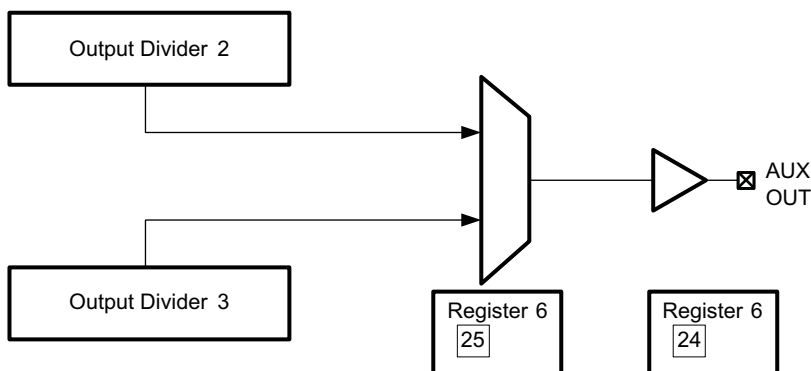 Output Divider 2
AUX
OUT
Output Divider 3
Register 6
25
Register 6
24